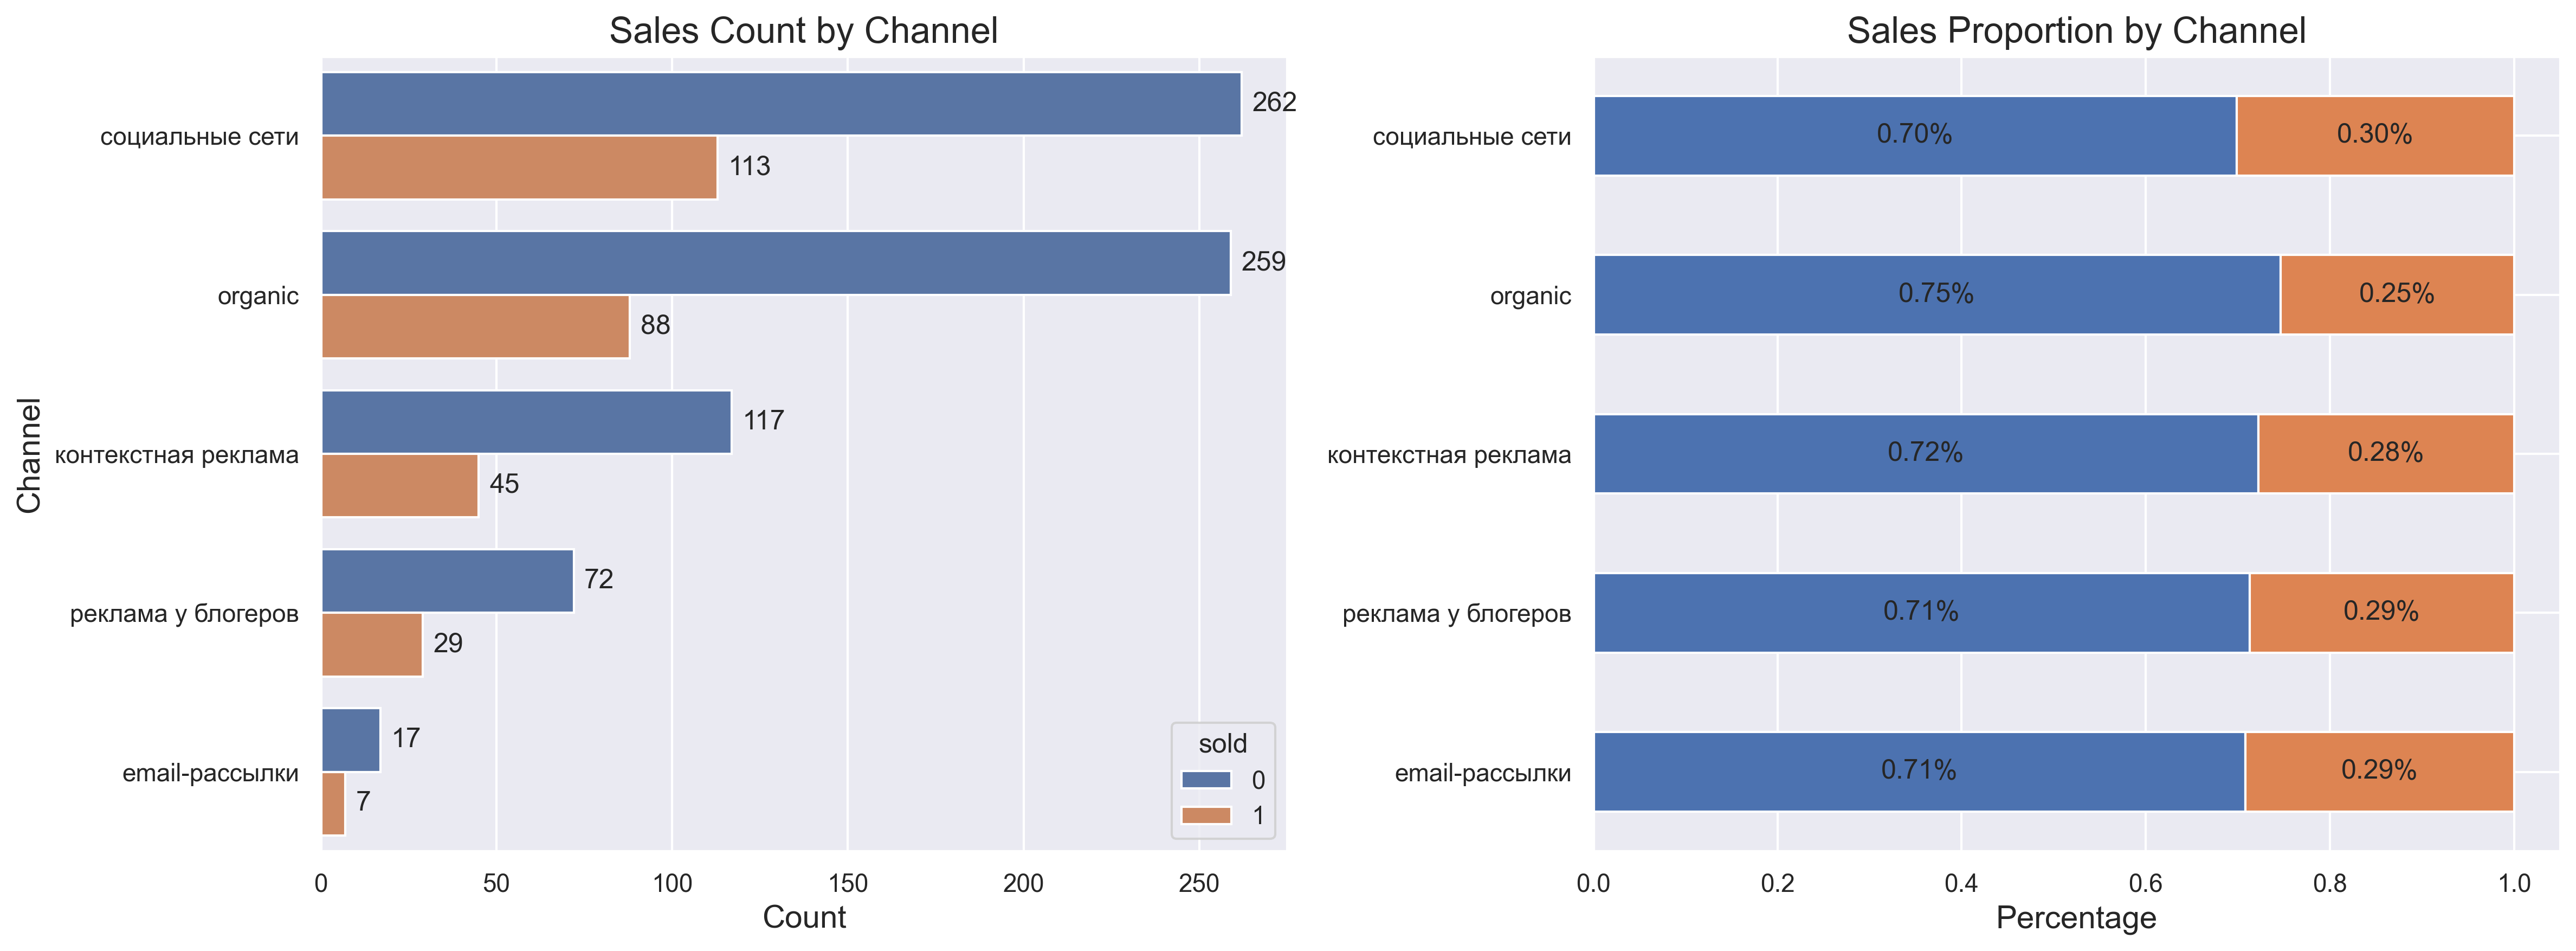 Sales Count by Channel
Channel
социальные сети
262
113
organic
259
88
контекстная реклама
117
45
реклама у блогеров
72
29
email-рассылки
17
7
sold
0
1
0 50 100 150 200 250
Count
Sales Proportion by Channel
социальные сети 0.70% 0.30%
organic 0.75% 0.25%
контекстная реклама 0.72% 0.28%
реклама у блогеров 0.71% 0.29%
email-рассылки 0.71% 0.29%
0.0 0.2 0.4 0.6 0.8 1.0
Percentage